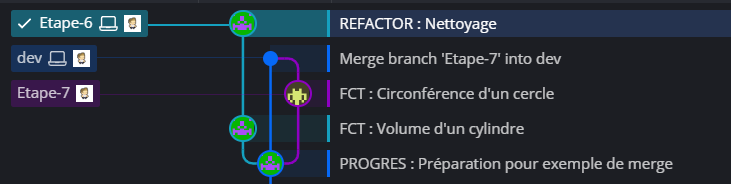 Etape-6 REFACTOR : Nettoyage
dev Merge branch 'Etape-7' into dev
Etape-7 FCT : Circonférence d'un cercle
FCT : Volume d'un cylindre
PROGRES : Préparation pour exemple de merge